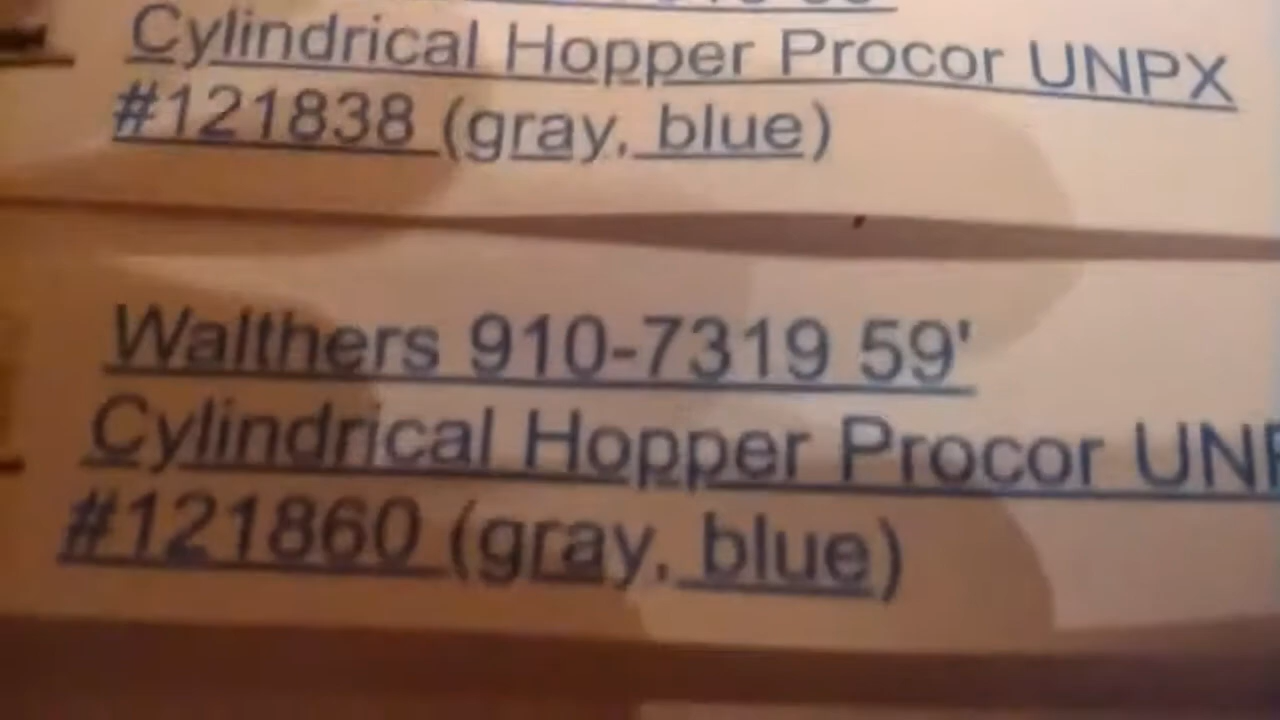 Cylindrical Hopper Procor UNPX
#121838 (gray, blue)
Walthers 910-7319 59'
Cylindrical Hopper Procor
#121860 (gray, blue)